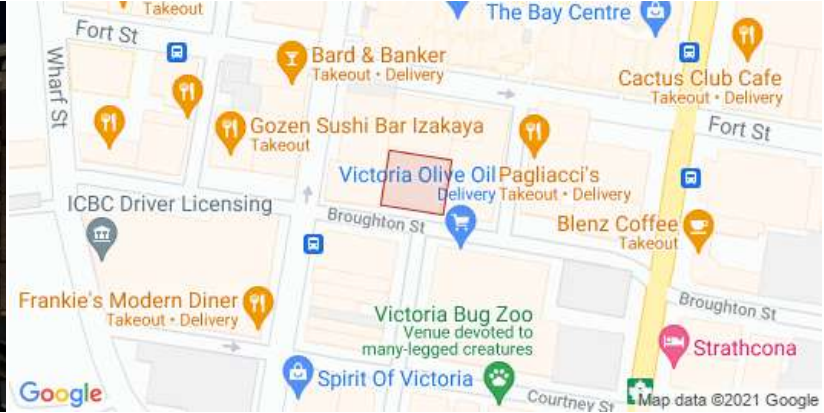 Takeout
The Bay Centre
Fort St
Bard & Banker
Takeout • Delivery
Cactus Club Cafe
Takeout • Delivery
Wharf St
Gozen Sushi Bar Izakaya
Takeout
Fort St
Victoria Olive Oil
Delivery
Pagliacci's
Takeout • Delivery
ICBC Driver Licensing
Broughton St
Blenz Coffee
Takeout
Frankie's Modern Diner
Takeout • Delivery
Victoria Bug Zoo
Venue devoted to
many-legged creatures
Broughton St
Strathcona
Spirit Of Victoria
Courtney St
Google
Map data ©2021 Google